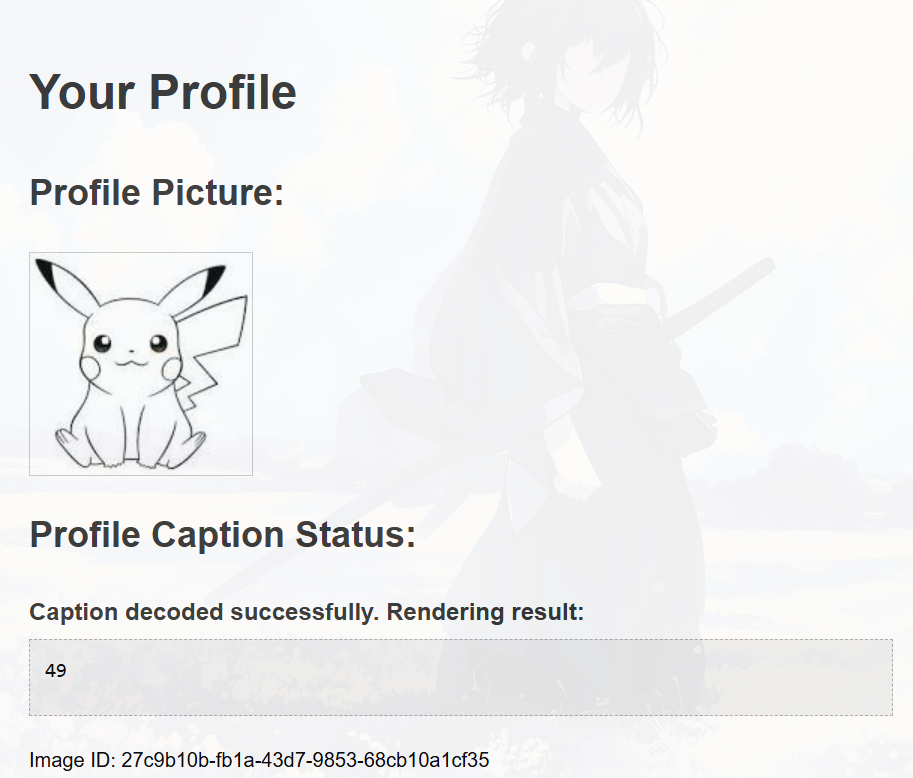 Your Profile
Profile Picture:
Profile Caption Status:
Caption decoded successfully. Rendering result:
49
Image ID: 27c9b10b-fb1a-43d7-9853-68cb10a1cf35